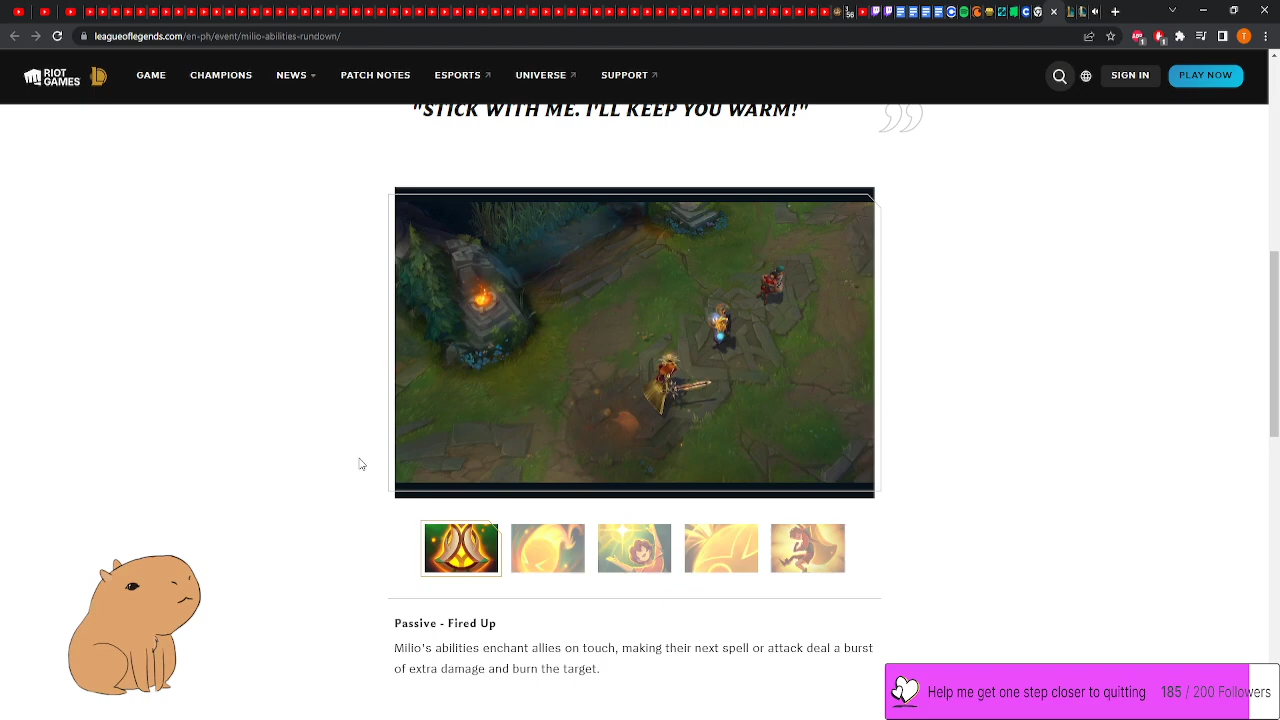 56
leagueoflegends.com/en-ph/event/milio-abilities-rundown/
1
1
T
RIOT GAMES
GAME
CHAMPIONS
NEWS
PATCH NOTES
ESPORTS
UNIVERSE
SUPPORT
SIGN IN
PLAY NOW
"STICK WITH ME. I'LL KEEP YOU WARM!"
Passive - Fired Up
Milio's abilities enchant allies on touch, making their next spell or attack deal a burst
of extra damage and burn the target.
Help me get one step closer to quitting 185 / 200 Followers